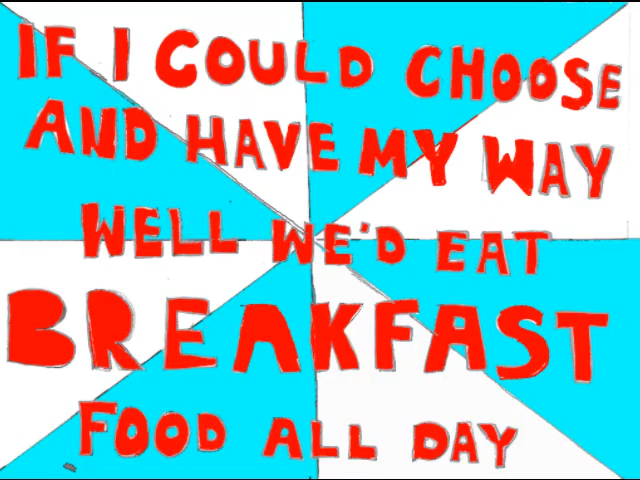 IF I COULD CHOOSE
AND HAVE MY WAY
WELL WE'D EAT
BREAKFAST
FOOD ALL DAY